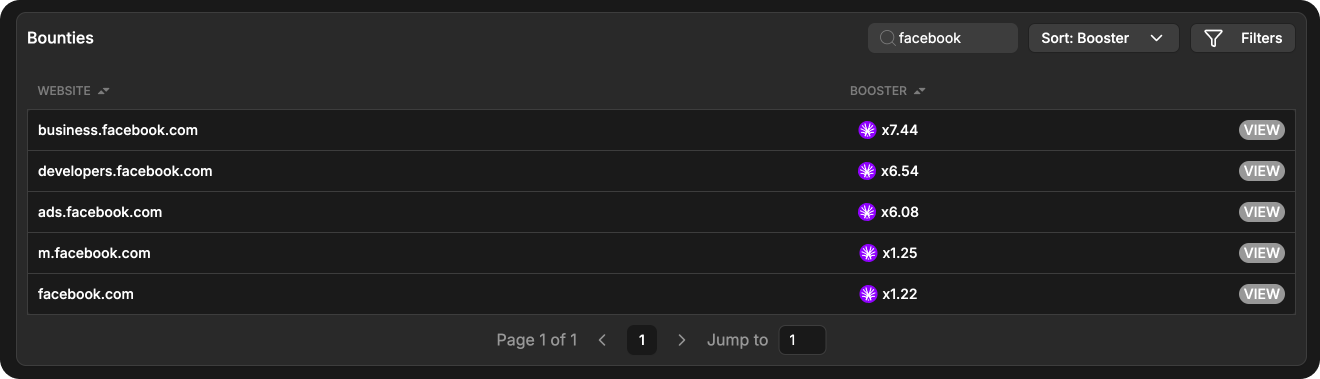 Bounties facebook Sort: Booster Filters
WEBSITE BOOSTER
business.facebook.com x7.44 VIEW
developers.facebook.com x6.54 VIEW
ads.facebook.com x6.08 VIEW
m.facebook.com x1.25 VIEW
facebook.com x1.22 VIEW
Page 1 of 1 1 Jump to 1